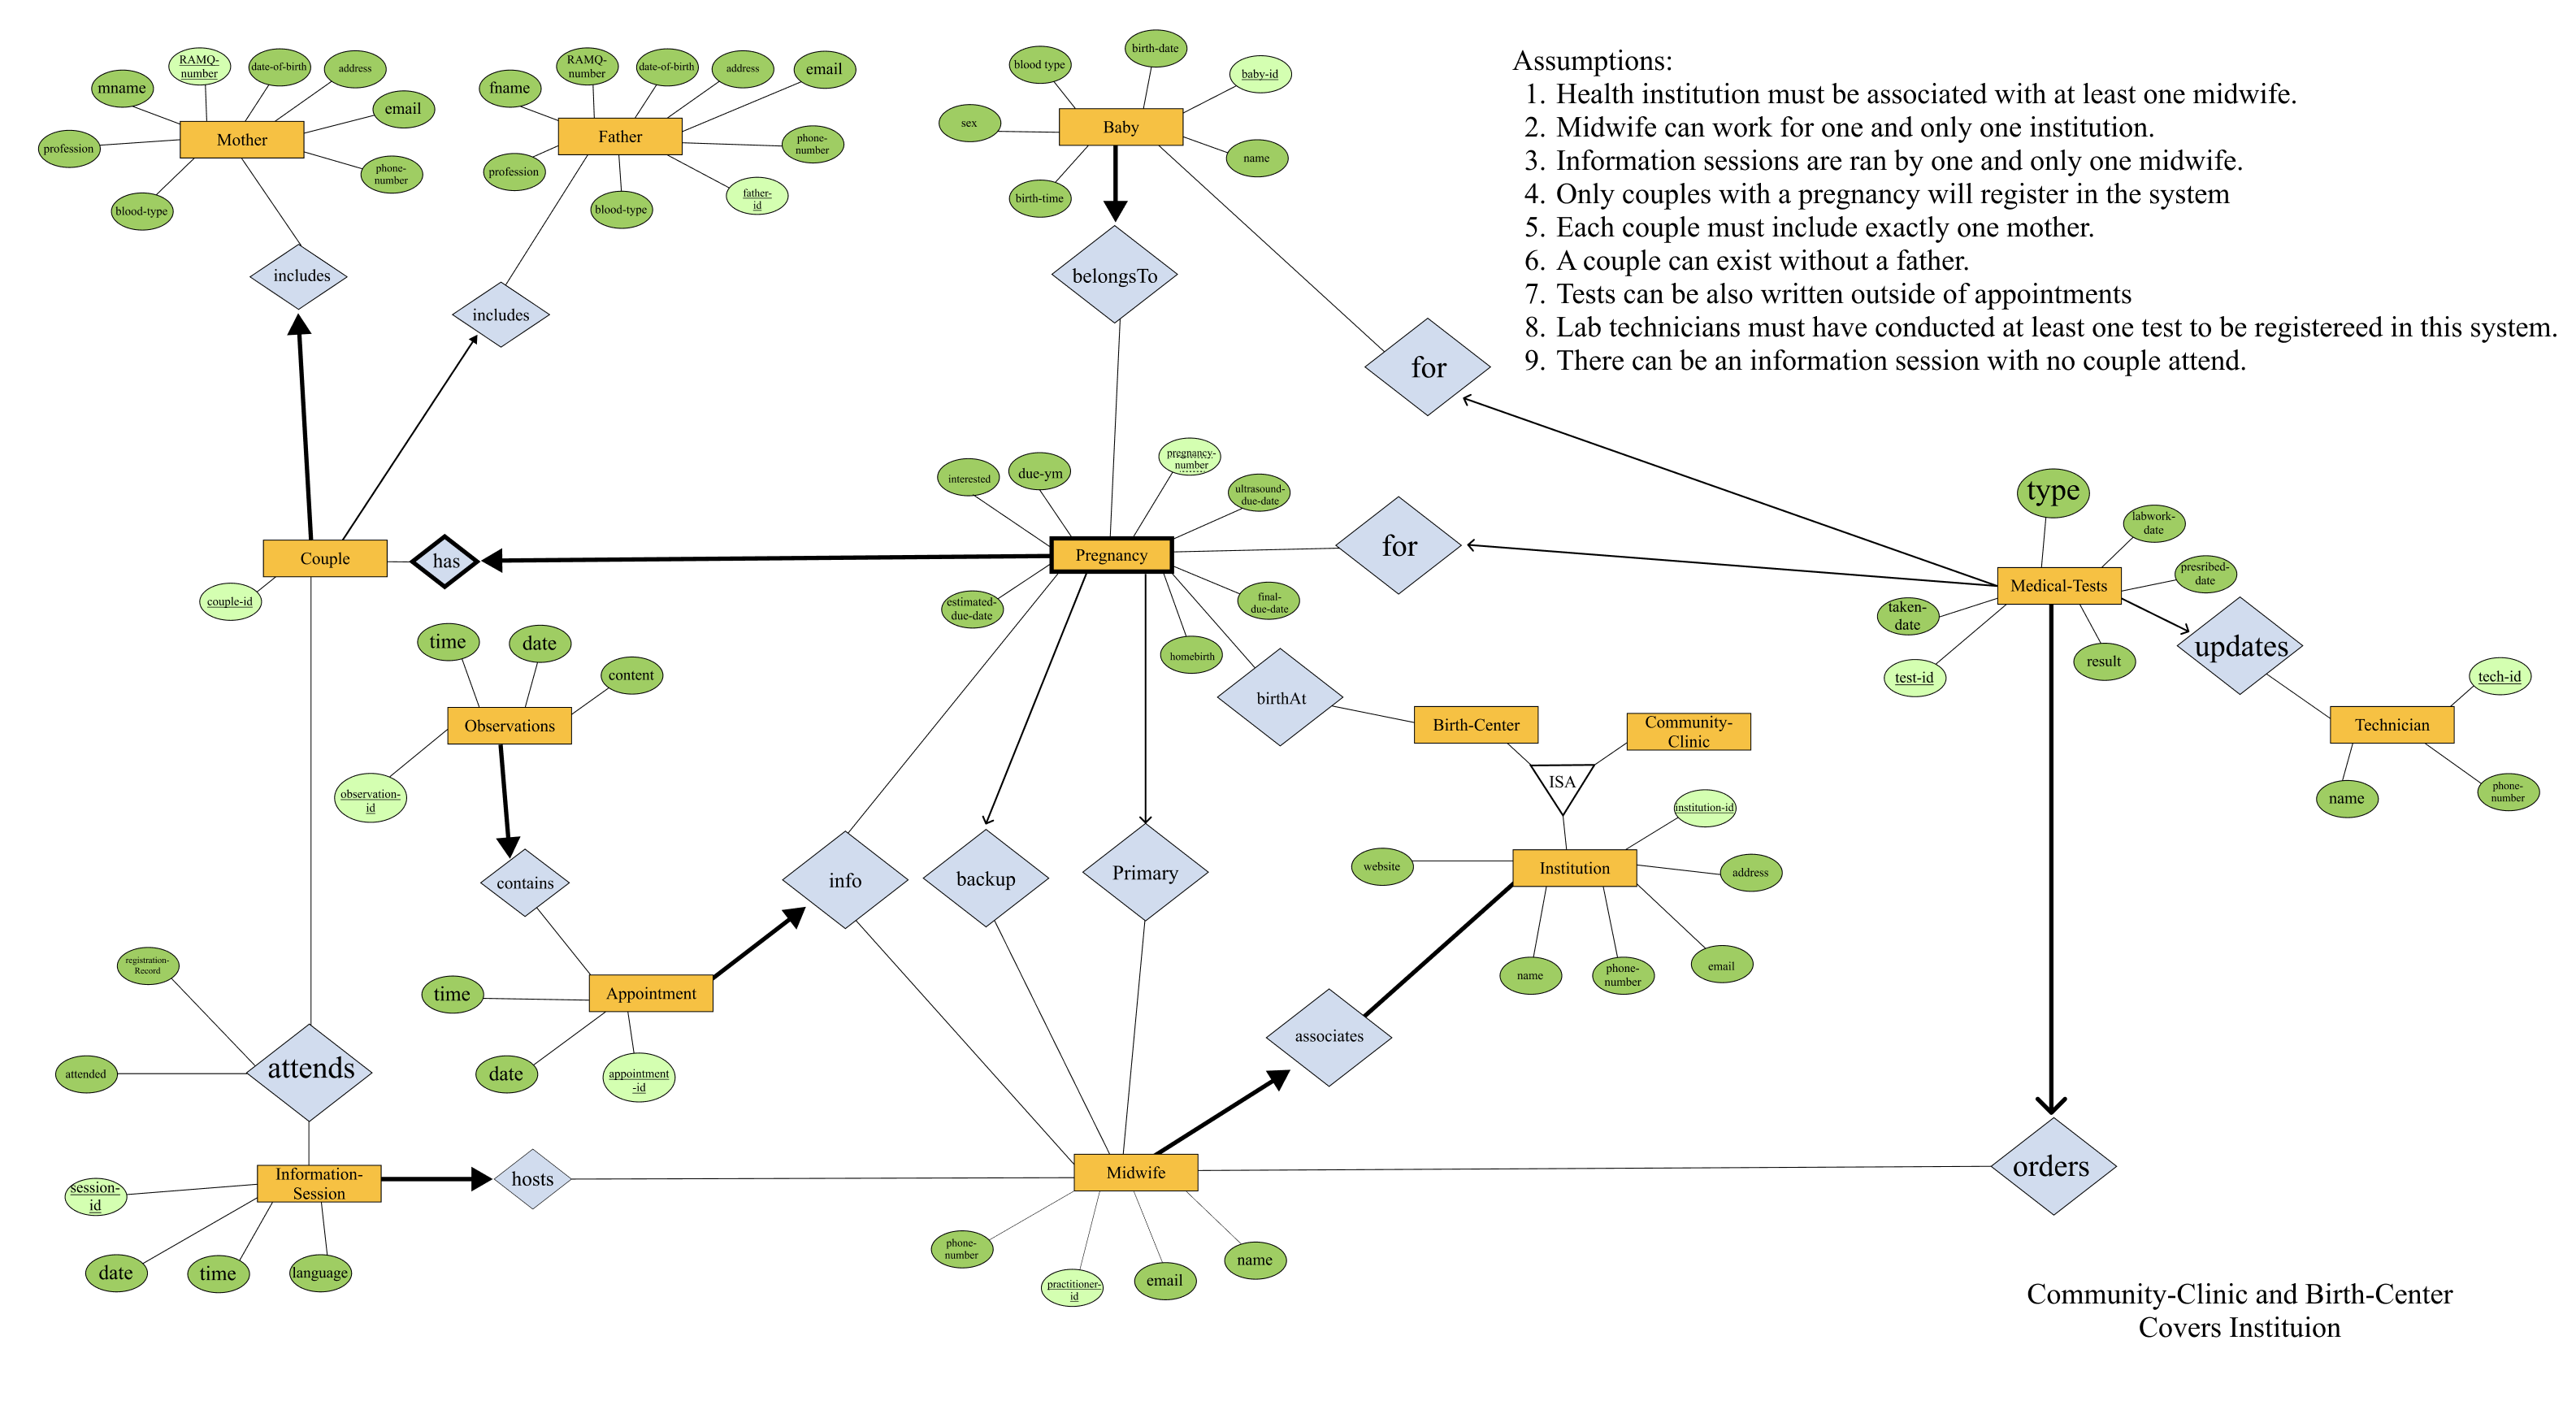 Assumptions:
1. Health institution must be associated with at least one midwife.
2. Midwife can work for one and only one institution.
3. Information sessions are ran by one and only one midwife.
4. Only couples with a pregnancy will register in the system
5. Each couple must include exactly one mother.
6. A couple can exist without a father.
7. Tests can be also written outside of appointments
8. Lab technicians must have conducted at least one test to be registereed in this system.
9. There can be an information session with no couple attend.
RAMQ-
number
date-of-birth
address
mname
email
Mother
profession
phone-
number
blood-type
includes
RAMQ-
number
date-of-birth
address
email
fname
Father
phone-
number
profession
father-
id
blood-type
includes
birth-date
blood type
baby-id
sex
Baby
name
birth-time
belongsTo
for
pregnancy-
number
due-ym
interested
ultrasound-
due-date
Pregnancy
for
estimated-
due-date
final-
due-date
homebirth
Couple
has
couple-id
type
labwork-
date
presribed-
date
Medical-Tests
taken-
date
test-id
result
updates
tech-id
Technician
name
phone-
number
time
date
content
Observations
observation-
id
contains
info
backup
Primary
birthAt
Birth-Center
Community-
Clinic
ISA
institution-id
website
Institution
address
name
phone-
number
email
registration-
Record
attended
attends
time
Appointment
date
appointment
-id
associates
session-
id
Information-
Session
date
time
language
hosts
Midwife
orders
phone-
number
practitioner-
id
email
name
Community-Clinic and Birth-Center
Covers Instituion